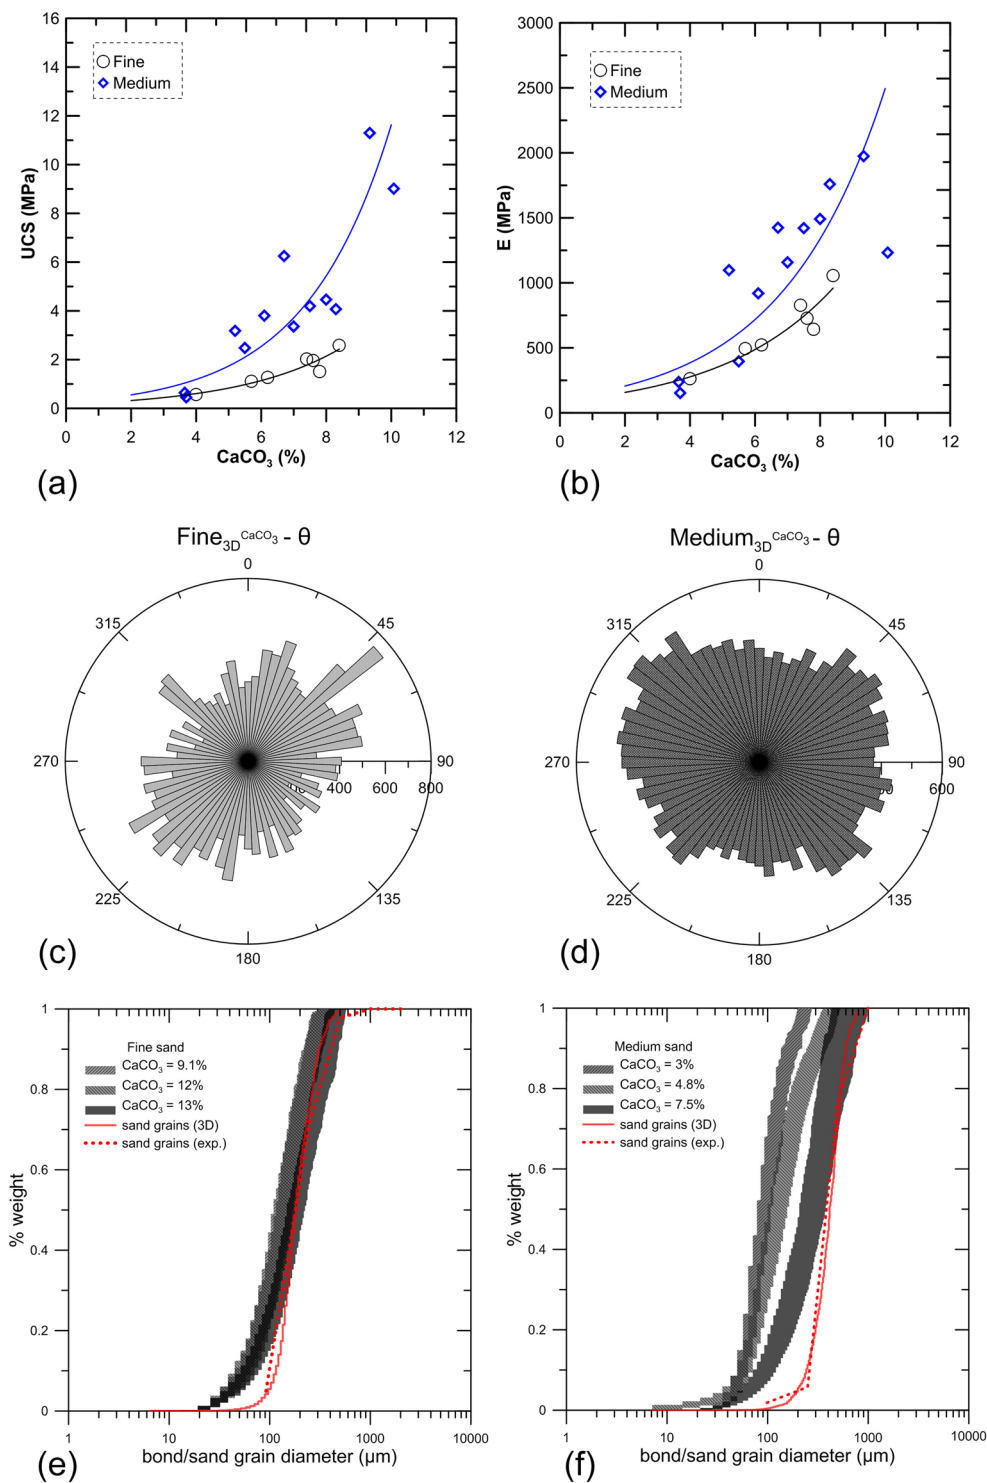 16
14
12
10
8
6
4
2
0
UCS (MPa)
Fine
Medium
0 2 4 6 8 10 12
CaCO₃ (%)
(a)
3000
2500
2000
1500
1000
500
0
E (MPa)
Fine
Medium
0 2 4 6 8 10 12
CaCO₃ (%)
(b)
Fine₃D CaCO₃ - θ
0
315 45
270 90
400 600 800
225 135
180
(c)
Medium₃D CaCO₃ - θ
0
315 45
270 90
600
225 135
180
(d)
1
0.8
0.6
0.4
0.2
0
% weight
Fine sand
CaCO₃ = 9.1%
CaCO₃ = 12%
CaCO₃ = 13%
sand grains (3D)
sand grains (exp.)
1 10 100 1000 10000
bond/sand grain diameter (µm)
(e)
1
0.8
0.6
0.4
0.2
0
% weight
Medium sand
CaCO₃ = 3%
CaCO₃ = 4.8%
CaCO₃ = 7.5%
sand grains (3D)
sand grains (exp.)
1 10 100 1000 10000
bond/sand grain diameter (µm)
(f)